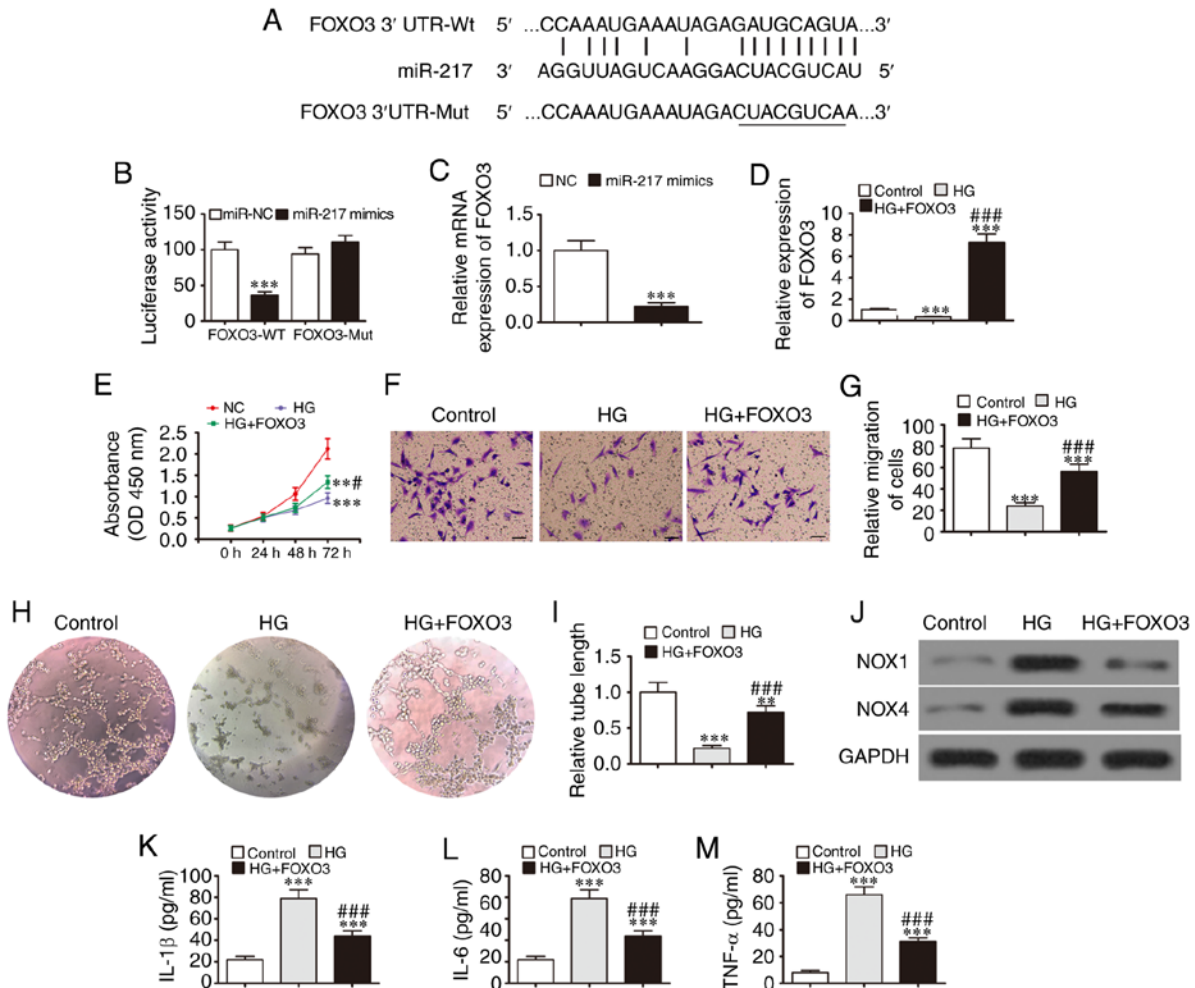 A
FOXO3 3′ UTR-Wt 5′ ...CCAAAUGAAAUAGAGAUGCAGUA...3′
miR-217 3′ AGGUUAGUCAAGGACUACGUCAU 5′
FOXO3 3′UTR-Mut 5′ ...CCAAAUGAAAUAGACUACGUCAA...3′
B
miR-NC miR-217 mimics
Luciferase activity
150
100
50
0
***
FOXO3-WT FOXO3-Mut
C
NC miR-217 mimics
Relative mRNA
expression of FOXO3
1.5
1.0
0.5
0.0
***
D
Control HG
HG+FOXO3
Relative expression
of FOXO3
10
8
6
4
2
0
***
###
***
E
NC HG
HG+FOXO3
Absorbance
(OD 450 nm)
2.5
2.0
1.5
1.0
0.5
0.0
**#
***
0 h 24 h 48 h 72 h
F
Control HG HG+FOXO3
G
Control HG
HG+FOXO3
Relative migration
of cells
100
80
60
40
20
0
***
###
***
H
Control HG HG+FOXO3
I
Control HG
HG+FOXO3
Relative tube length
1.5
1.0
0.5
0.0
***
###
**
J
Control HG HG+FOXO3
NOX1
NOX4
GAPDH
K
Control HG
HG+FOXO3
IL-1β (pg/ml)
100
80
60
40
20
0
***
###
***
L
Control HG
HG+FOXO3
IL-6 (pg/ml)
80
60
40
20
0
***
###
***
M
Control HG
HG+FOXO3
TNF-α (pg/ml)
80
60
40
20
0
***
###
***